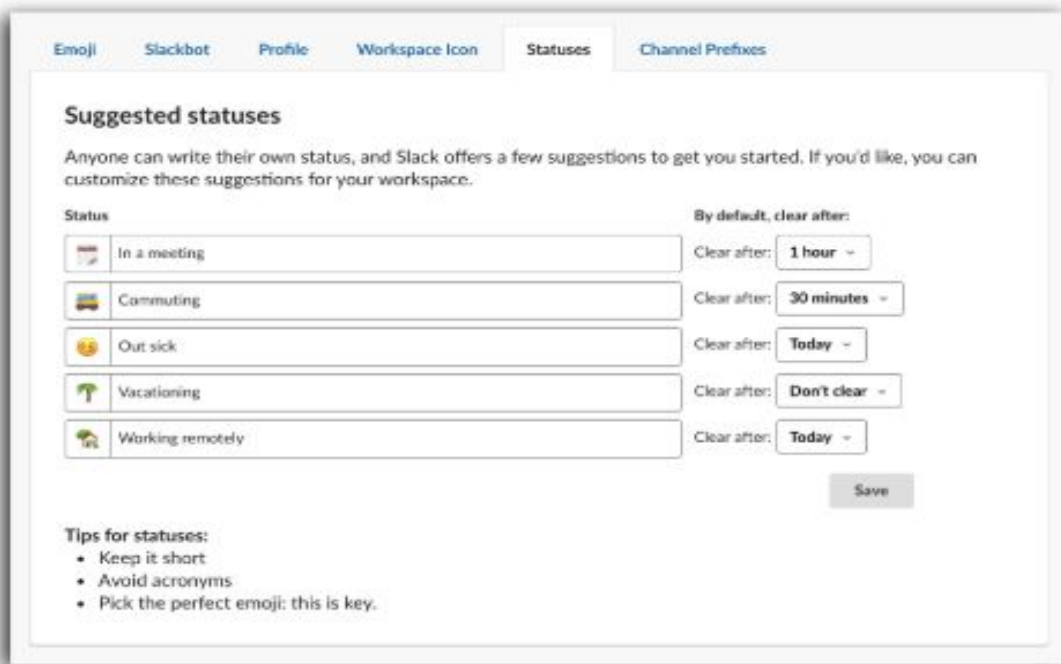 Emoji Slackbot Profile Workspace Icon Statuses Channel Prefixes
Suggested statuses
Anyone can write their own status, and Slack offers a few suggestions to get you started. If you'd like, you can
customize these suggestions for your workspace.
Status By default, clear after:
In a meeting Clear after: 1 hour
Commuting Clear after: 30 minutes
Out sick Clear after: Today
Vacationing Clear after: Don't clear
Working remotely Clear after: Today
Save
Tips for statuses:
• Keep it short
• Avoid acronyms
• Pick the perfect emoji: this is key.